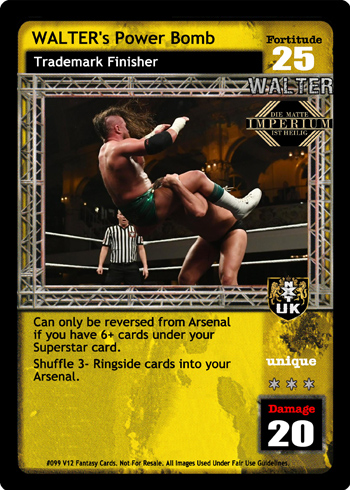 WALTER's Power Bomb
Fortitude
25
Trademark Finisher
WALTER
DIE MATTE
IMPERIUM
IST HEILIG
NXT
UK
Can only be reversed from Arsenal
if you have 6+ cards under your
Superstar card.
Shuffle 3- Ringside cards into your
Arsenal.
unique
Damage
20
#099 V12 Fantasy Cards. Not For Resale. All Images Used Under Fair Use Guidelines.